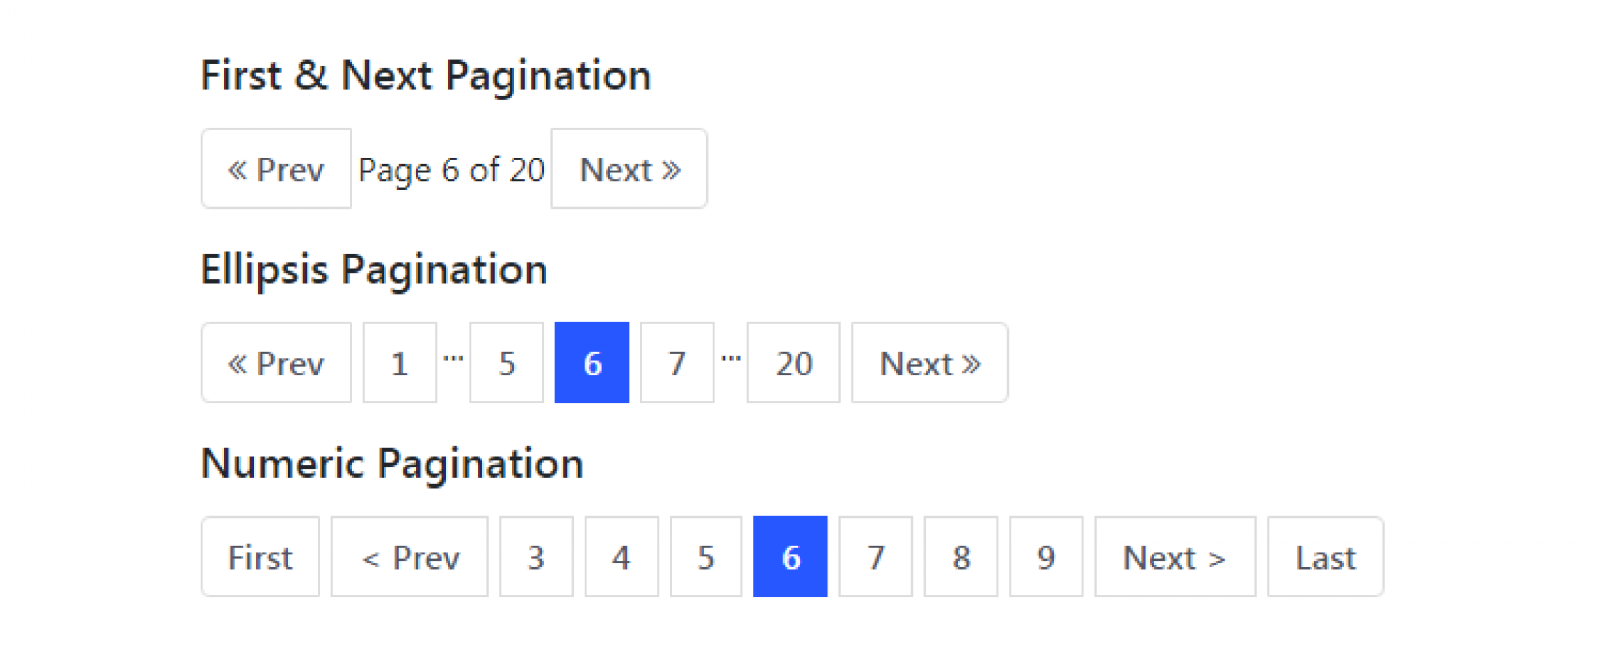 First & Next Pagination
« Prev Page 6 of 20 Next »
Ellipsis Pagination
« Prev 1 ... 5 6 7 ... 20 Next »
Numeric Pagination
First < Prev 3 4 5 6 7 8 9 Next > Last